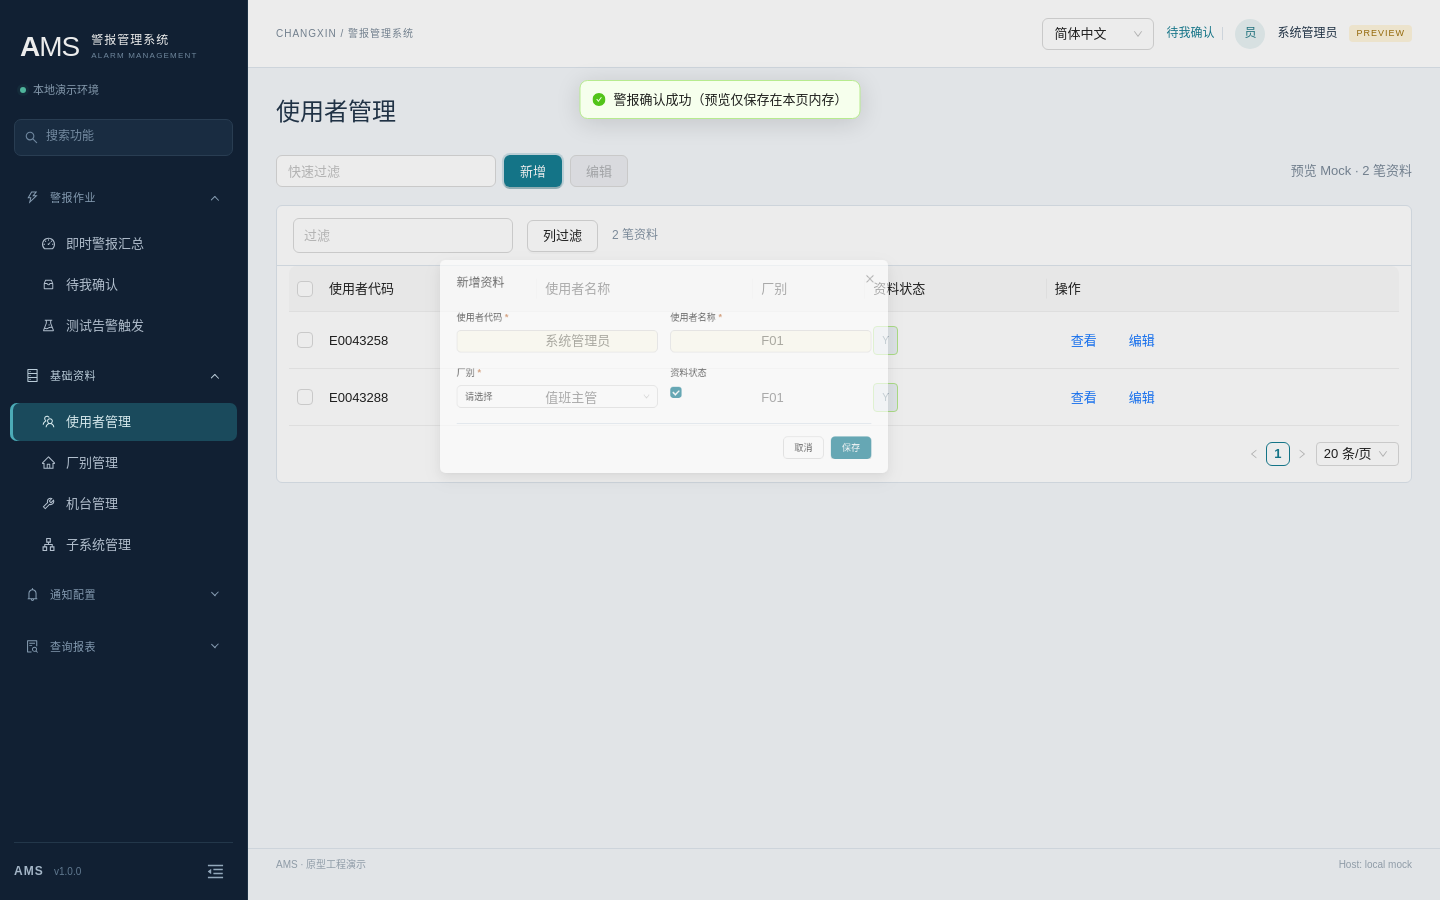 AMS
警报管理系统
ALARM MANAGEMENT
本地演示环境
搜索功能
警报作业
即时警报汇总
待我确认
测试告警触发
基础资料
使用者管理
厂别管理
机台管理
子系统管理
通知配置
查询报表
AMS v1.0.0
CHANGXIN / 警报管理系统
简体中文
待我确认
员
系统管理员
PREVIEW
警报确认成功（预览仅保存在本页内存）
使用者管理
快速过滤
新增
编辑
预览 Mock · 2 笔资料
过滤
列过滤
2 笔资料
使用者代码 使用者名称 厂别 资料状态 操作
E0043258 系统管理员 F01 Y 查看 编辑
E0043288 值班主管 F01 Y 查看 编辑
新增资料
使用者代码 *
使用者名称 *
厂别 *
请选择
资料状态
取消
保存
1
20 条/页
AMS · 原型工程演示
Host: local mock